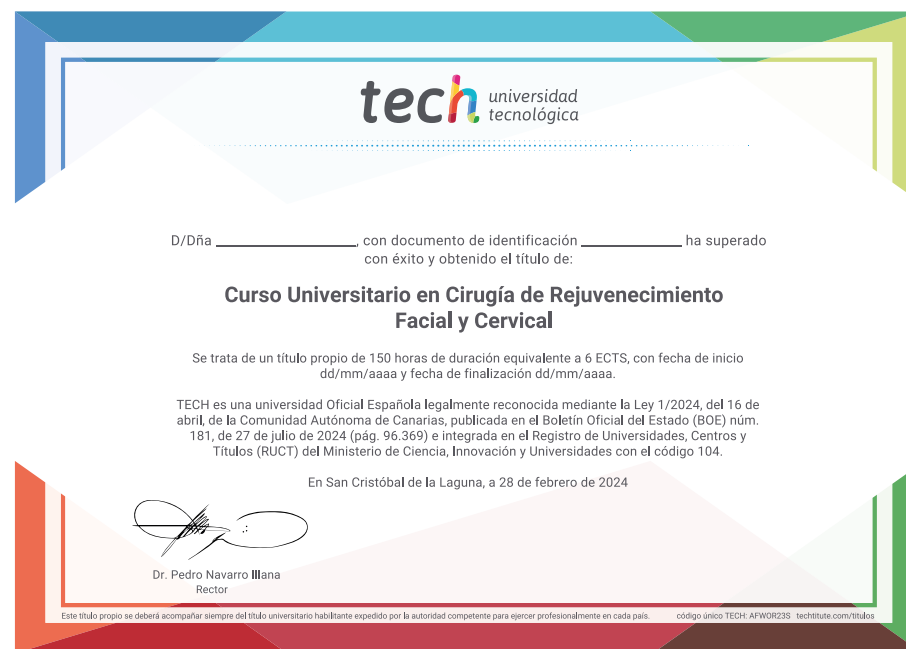 tech universidad
tecnológica
D/Dña ____________, con documento de identificación ____________ ha superado
con éxito y obtenido el título de:
Curso Universitario en Cirugía de Rejuvenecimiento
Facial y Cervical
Se trata de un título propio de 150 horas de duración equivalente a 6 ECTS, con fecha de inicio
dd/mm/aaaa y fecha de finalización dd/mm/aaaa.
TECH es una universidad Oficial Española legalmente reconocida mediante la Ley 1/2024, del 16 de
abril, de la Comunidad Autónoma de Canarias, publicada en el Boletín Oficial del Estado (BOE) núm.
181, de 27 de julio de 2024 (pág. 96.369) e integrada en el Registro de Universidades, Centros y
Títulos (RUCT) del Ministerio de Ciencia, Innovación y Universidades con el código 104.
En San Cristóbal de la Laguna, a 28 de febrero de 2024
Dr. Pedro Navarro Illana
Rector
Este título propio se deberá acompañar siempre del título universitario habilitante expedido por la autoridad competente para ejercer profesionalmente en cada país. código único TECH: AFWOR23S techtitute.com/titulos